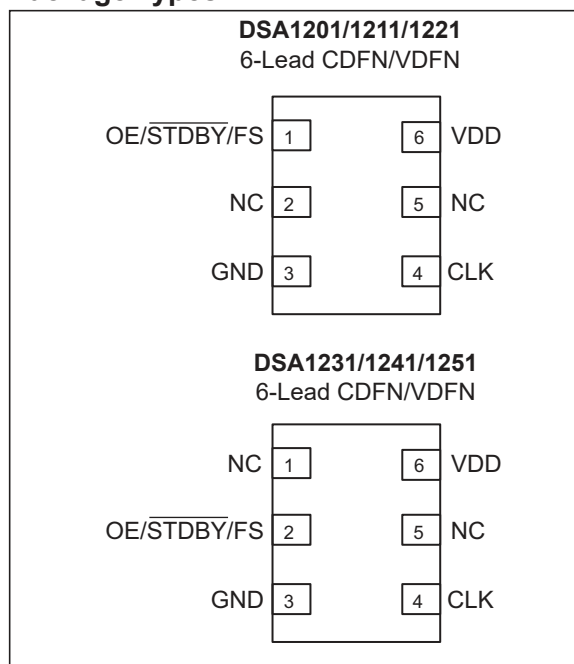 DSA1201/1211/1221
6-Lead CDFN/VDFN
OE/STDBY/FS 1 6 VDD
NC 2 5 NC
GND 3 4 CLK
DSA1231/1241/1251
6-Lead CDFN/VDFN
NC 1 6 VDD
OE/STDBY/FS 2 5 NC
GND 3 4 CLK